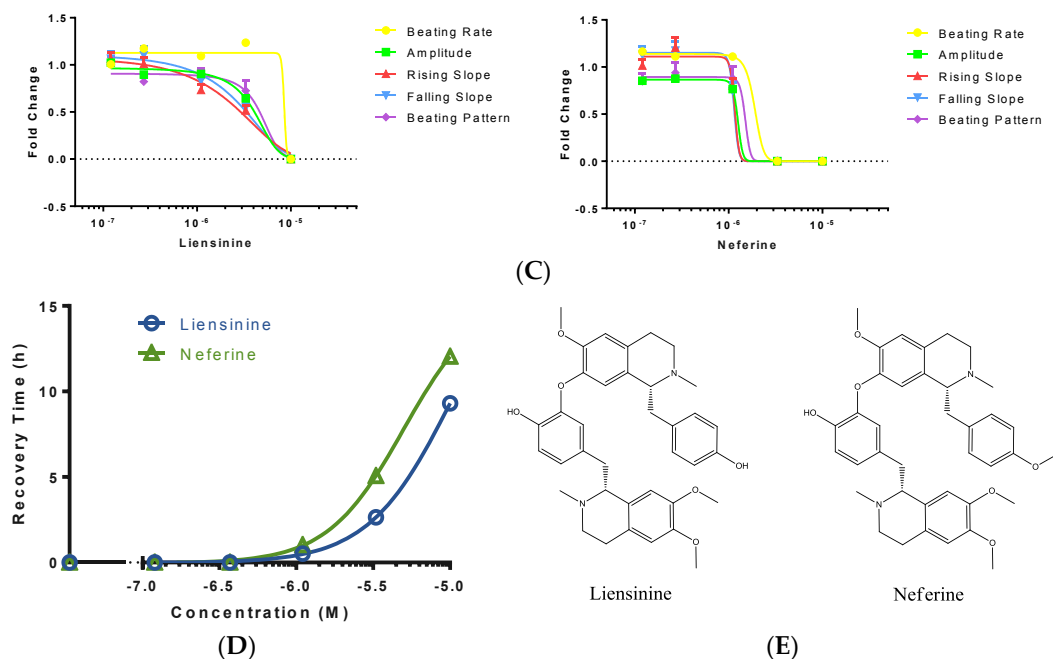 1.5
1.0
0.5
0.0
-0.5
Fold Change
10⁻⁷
10⁻⁶
10⁻⁵
Liensinine
Beating Rate
Amplitude
Rising Slope
Falling Slope
Beating Pattern
1.5
1.0
0.5
0.0
-0.5
Fold Change
10⁻⁷
10⁻⁶
10⁻⁵
Neferine
Beating Rate
Amplitude
Rising Slope
Falling Slope
Beating Pattern
(C)
15
10
5
0
Recovery Time (h)
Liensinine
Neferine
-7.0
-6.5
-6.0
-5.5
-5.0
Concentration (M)
(D)
O
N
O
HO
OH
N
O
O
Liensinine
O
N
O
HO
O
N
O
O
Neferine
(E)